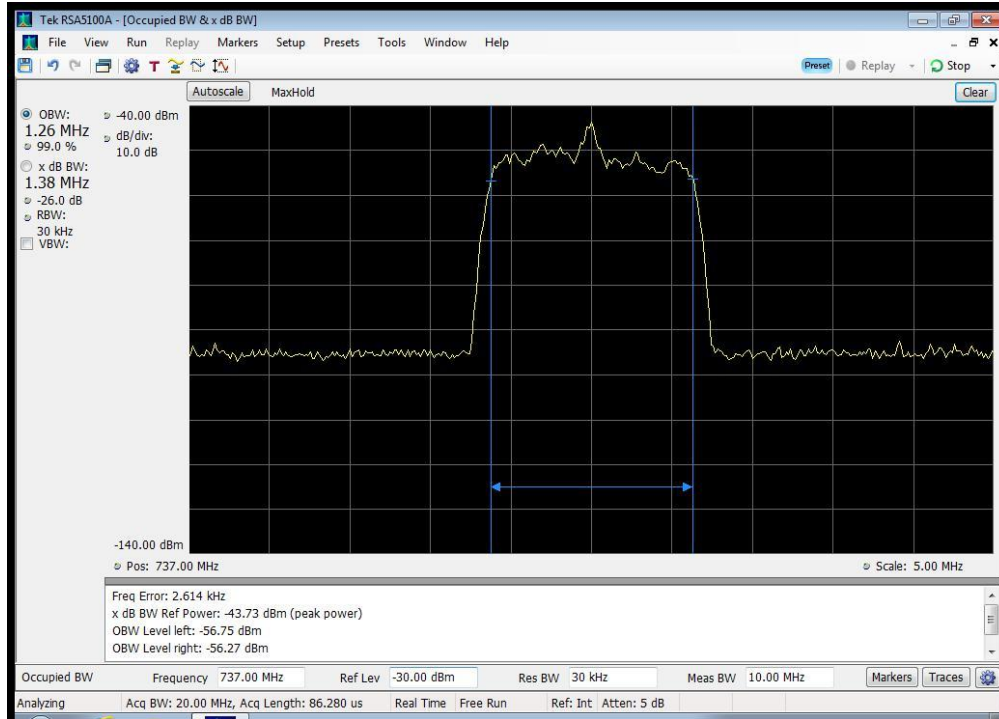 Tek RSA5100A - [Occupied BW & x dB BW]
File View Run Replay Markers Setup Presets Tools Window Help
T
Preset Replay Stop
Autoscale MaxHold Clear
OBW:
1.26 MHz
99.0 %
x dB BW:
1.38 MHz
-26.0 dB
RBW:
30 kHz
VBW:
-40.00 dBm
dB/div:
10.0 dB
-140.00 dBm
Pos: 737.00 MHz Scale: 5.00 MHz
Freq Error: 2.614 kHz
x dB BW Ref Power: -43.73 dBm (peak power)
OBW Level left: -56.75 dBm
OBW Level right: -56.27 dBm
Occupied BW Frequency 737.00 MHz Ref Lev -30.00 dBm Res BW 30 kHz Meas BW 10.00 MHz Markers Traces
Analyzing Acq BW: 20.00 MHz, Acq Length: 86.280 us Real Time Free Run Ref: Int Atten: 5 dB